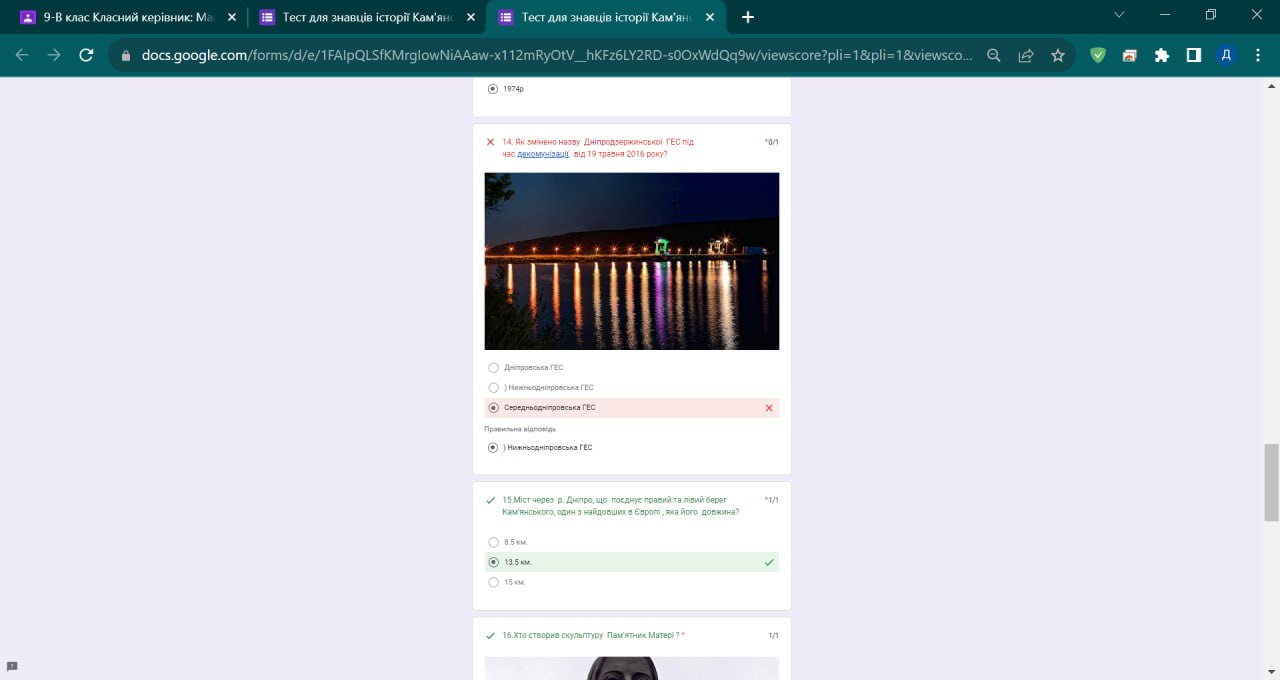 9-В клас Класний керівник: Ма
Тест для знавців історії Кам'янс
Тест для знавців історії Кам'янс
docs.google.com/forms/d/e/1FAIpQLSfKMrgIowNiAAaw-x112mRyOtV__hKFz6LY2RD-s0OxWdQq9w/viewscore?pli=1&pli=1&viewsco...
Д
1974р
14. Як змінено назву Дніпродзержинської ГЕС під
час декомунізації, від 19 травня 2016 року?
*0/1
Дніпровська ГЕС
) Нижньодніпровська ГЕС
Середньодніпровська ГЕС
Правильна відповідь
) Нижньодніпровська ГЕС
15.Міст через р. Дніпро, що поєднує правий та лівий берег
Кам'янського, один з найдовших в Європі , яка його довжина?
*1/1
8.5 км.
13.5 км.
15 км.
16.Хто створив скульптуру Пам'ятник Матері ? *
1/1